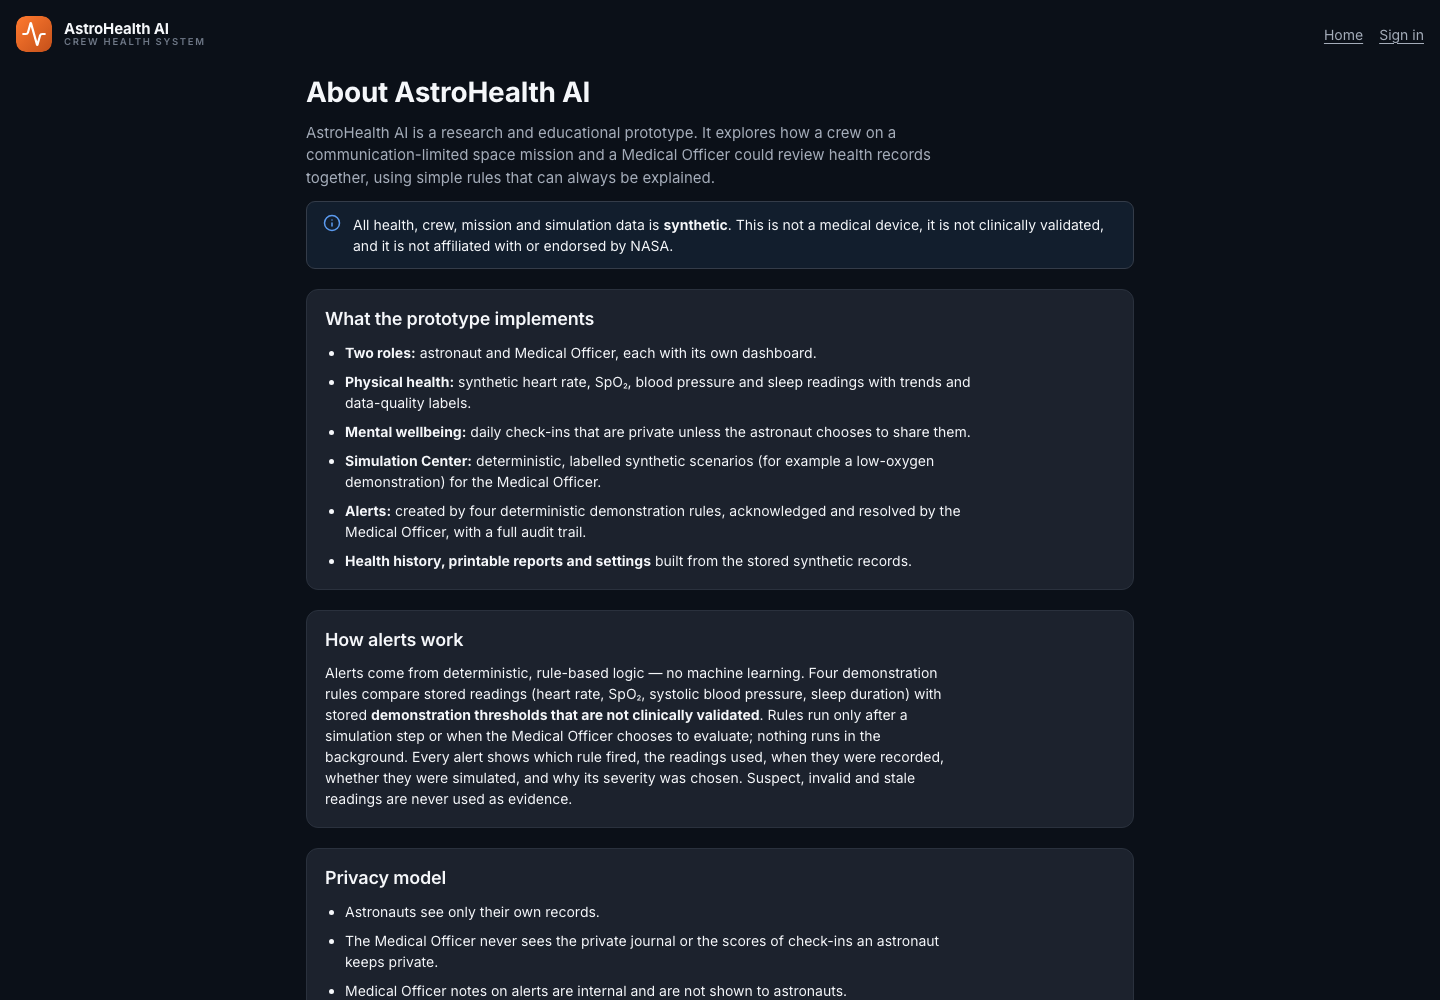 AstroHealth AI
CREW HEALTH SYSTEM
Home
Sign in
About AstroHealth AI
AstroHealth AI is a research and educational prototype. It explores how a crew on a
communication-limited space mission and a Medical Officer could review health records
together, using simple rules that can always be explained.
All health, crew, mission and simulation data is synthetic. This is not a medical device, it is not clinically validated,
and it is not affiliated with or endorsed by NASA.
What the prototype implements
• Two roles: astronaut and Medical Officer, each with its own dashboard.
• Physical health: synthetic heart rate, SpO₂, blood pressure and sleep readings with trends and
data-quality labels.
• Mental wellbeing: daily check-ins that are private unless the astronaut chooses to share them.
• Simulation Center: deterministic, labelled synthetic scenarios (for example a low-oxygen
demonstration) for the Medical Officer.
• Alerts: created by four deterministic demonstration rules, acknowledged and resolved by the
Medical Officer, with a full audit trail.
• Health history, printable reports and settings built from the stored synthetic records.
How alerts work
Alerts come from deterministic, rule-based logic — no machine learning. Four demonstration
rules compare stored readings (heart rate, SpO₂, systolic blood pressure, sleep duration) with
stored demonstration thresholds that are not clinically validated. Rules run only after a
simulation step or when the Medical Officer chooses to evaluate; nothing runs in the
background. Every alert shows which rule fired, the readings used, when they were recorded,
whether they were simulated, and why its severity was chosen. Suspect, invalid and stale
readings are never used as evidence.
Privacy model
• Astronauts see only their own records.
• The Medical Officer never sees the private journal or the scores of check-ins an astronaut
keeps private.
• Medical Officer notes on alerts are internal and are not shown to astronauts.